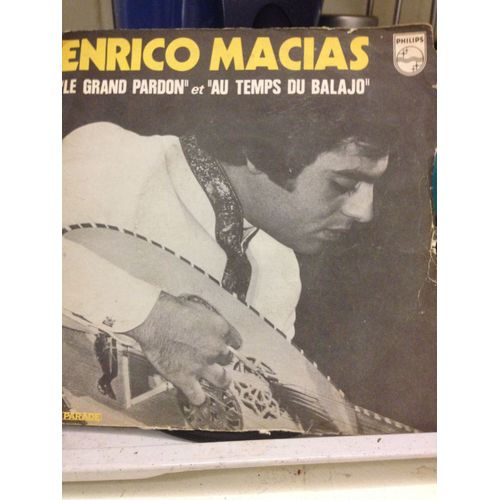 ENRICO MACIAS
PHILIPS
"LE GRAND PARDON" et "AU TEMPS DU BALAJO"
PARADE